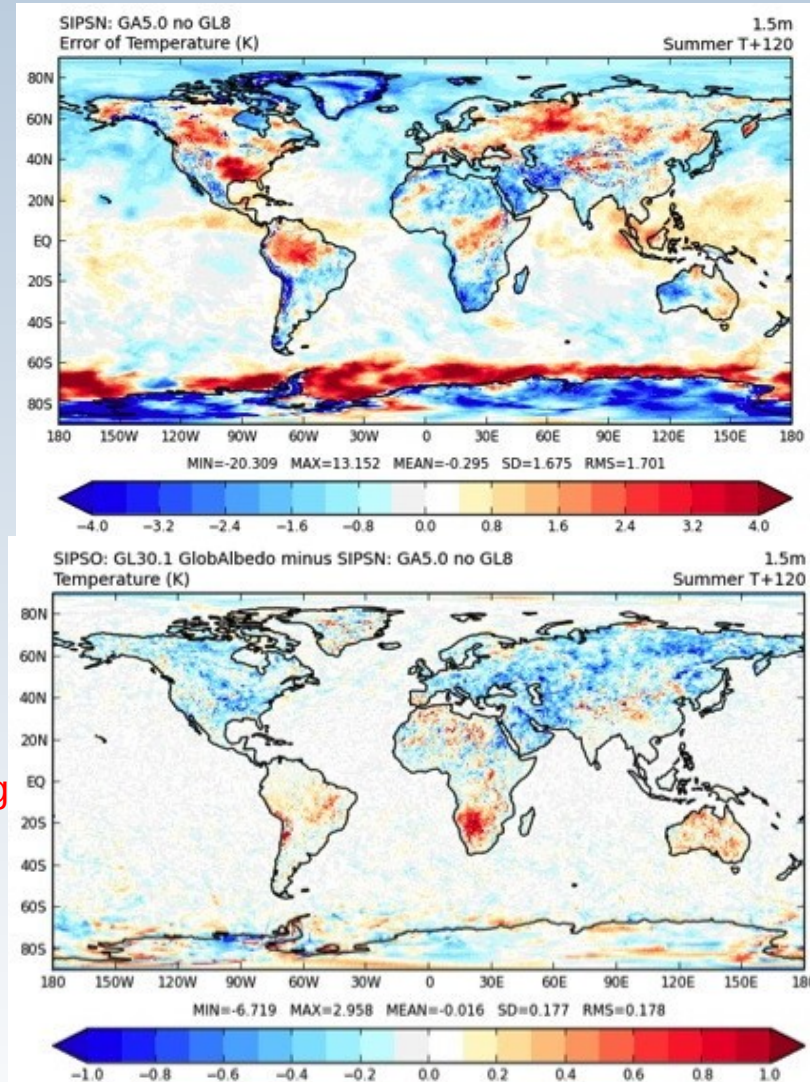 SIPSN: GA5.0 no GL8 1.5m
Error of Temperature (K) Summer T+120
80N
60N
40N
20N
EQ
20S
40S
60S
80S
180 150W 120W 90W 60W 30W 0 30E 60E 90E 120E 150E 180
MIN=-20.309 MAX=13.152 MEAN=-0.295 SD=1.675 RMS=1.701
-4.0 -3.2 -2.4 -1.6 -0.8 0.0 0.8 1.6 2.4 3.2 4.0
SIPSO: GL30.1 GlobAlbedo minus SIPSN: GA5.0 no GL8 1.5m
Temperature (K) Summer T+120
80N
60N
40N
20N
EQ
20S
40S
60S
80S
g
180 150W 120W 90W 60W 30W 0 30E 60E 90E 120E 150E 180
MIN=-6.719 MAX=2.958 MEAN=-0.016 SD=0.177 RMS=0.178
-1.0 -0.8 -0.6 -0.4 -0.2 0.0 0.2 0.4 0.6 0.8 1.0